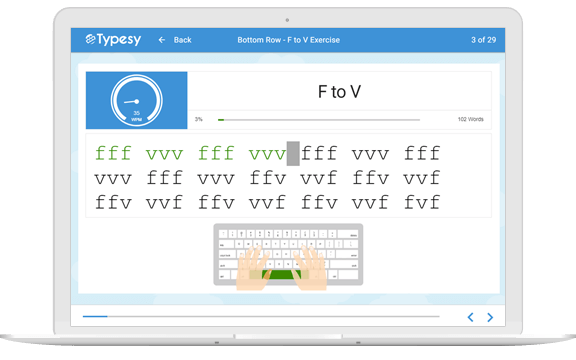 Typesy
Back
Bottom Row - F to V Exercise
3 of 29
F to V
35
WPM
3%
102 Words
fff vvv fff vvv fff vvv fff
vvv fff vvv ffv vvf ffv vvf
ffv vvf ffv vvf ffv vvf fvf